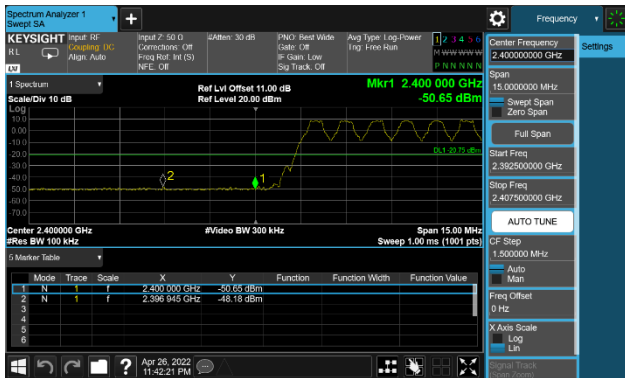 Spectrum Analyzer 1
Swept SA
+
Frequency
KEYSIGHT
RL
Input: RF
Coupling: DC
Align: Auto
Input Z: 50 Ω
Corrections: Off
Freq Ref: Int (S)
NFE: Off
#Atten: 30 dB
PNO: Best Wide
Gate: Off
IF Gain: Low
Sig Track: Off
Avg Type: Log-Power
Trig: Free Run
1 2 3 4 5 6
M W W W W W
P N N N N N
LXI
1 Spectrum
Scale/Div 10 dB
Log
Ref Lvl Offset 11.00 dB
Ref Level 20.00 dBm
Mkr1 2.400 000 GHz
-50.65 dBm
10.0
0.00
-10.0
-20.0
-30.0
-40.0
-50.0
-60.0
-70.0
DL1 -20.75 dBm
2
1
Center 2.400000 GHz
#Res BW 100 kHz
#Video BW 300 kHz
Span 15.00 MHz
Sweep 1.00 ms (1001 pts)
5 Marker Table
Mode Trace Scale X Y Function Function Width Function Value
1 N 1 f 2.400 000 GHz -50.65 dBm
2 N 1 f 2.396 945 GHz -48.18 dBm
3
4
5
6
?
Apr 26, 2022
11:42:21 PM
Center Frequency
2.400000000 GHz
Settings
Span
15.0000000 MHz
Swept Span
Zero Span
Full Span
Start Freq
2.392500000 GHz
Stop Freq
2.407500000 GHz
AUTO TUNE
CF Step
1.500000 MHz
Auto
Man
Freq Offset
0 Hz
X Axis Scale
Log
Lin
Signal Track
(Span Zoom)